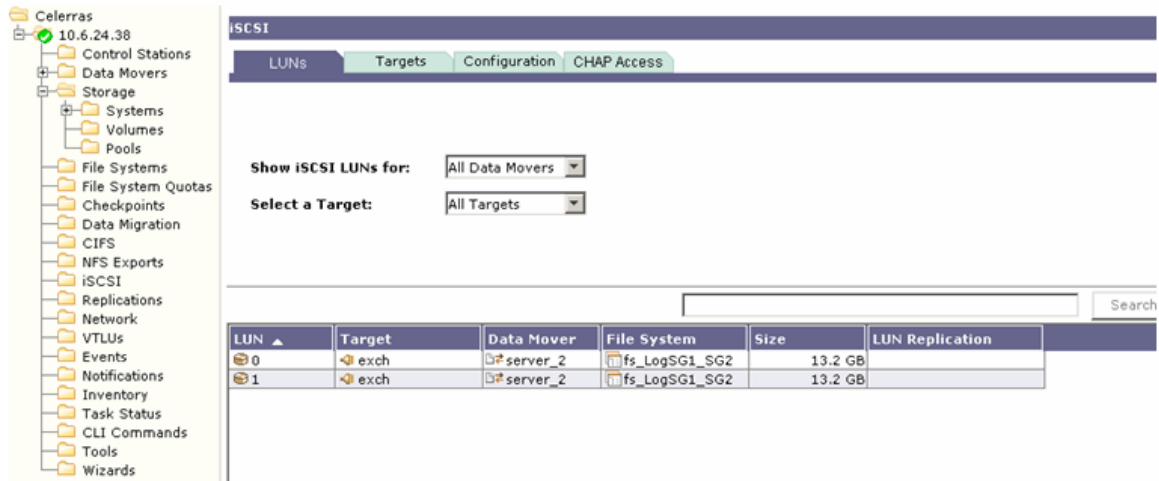 Celerras
10.6.24.38
Control Stations
Data Movers
Storage
Systems
Volumes
Pools
File Systems
File System Quotas
Checkpoints
Data Migration
CIFS
NFS Exports
iSCSI
Replications
Network
VTLUs
Events
Notifications
Inventory
Task Status
CLI Commands
Tools
Wizards
iSCSI
LUNs Targets Configuration CHAP Access
Show iSCSI LUNs for: All Data Movers
Select a Target: All Targets
Search
LUN Target Data Mover File System Size LUN Replication
0 exch server_2 fs_LogSG1_SG2 13.2 GB
1 exch server_2 fs_LogSG1_SG2 13.2 GB